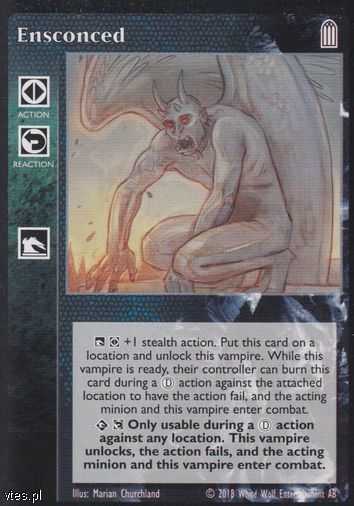 Ensconced
ACTION
REACTION
+1 stealth action. Put this card on a
location and unlock this vampire. While this
vampire is ready, their controller can burn this
card during a Ⓓ action against the attached
location to have the action fail, and the acting
minion and this vampire enter combat.
Only usable during a Ⓓ action
against any location. This vampire
unlocks, the action fails, and the acting
minion and this vampire enter combat.
vtes.pl
Illus: Marian Churchland
© 2018 White Wolf Entertainment AB